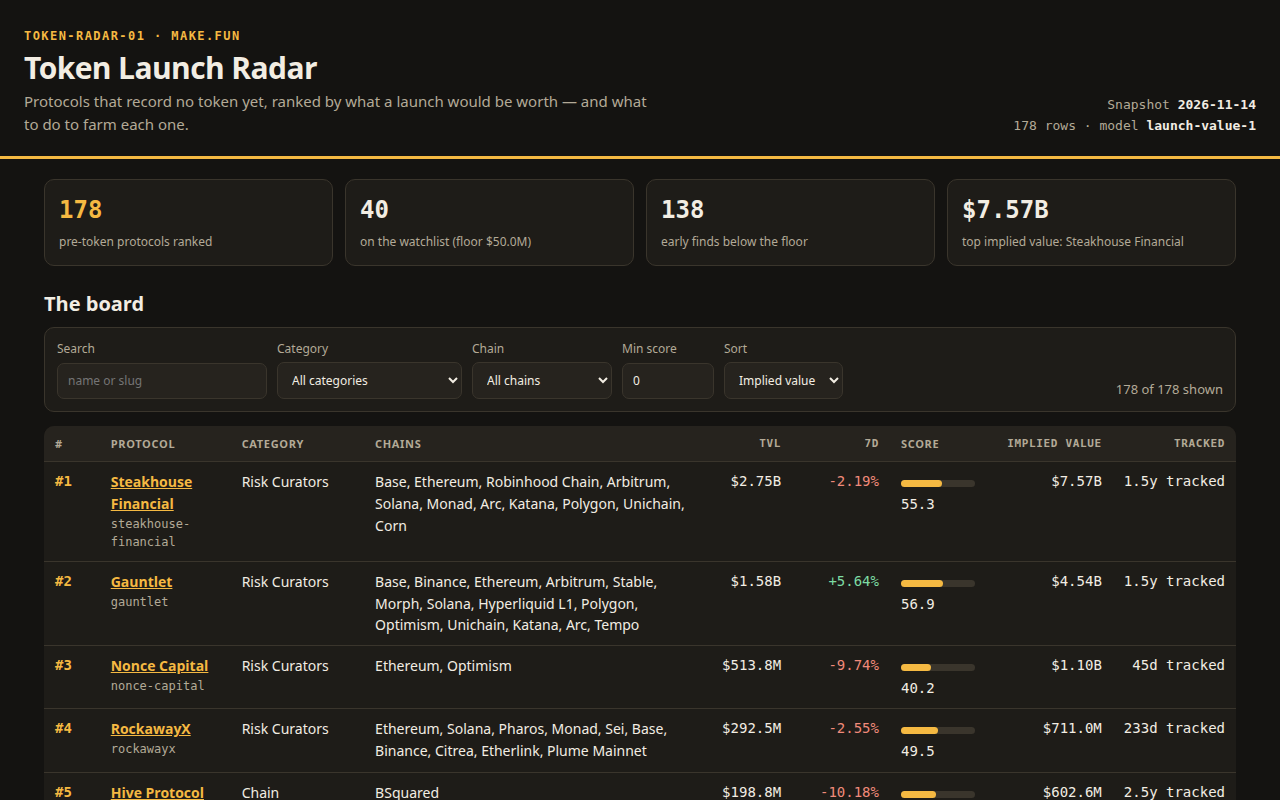 TOKEN-RADAR-01 · MAKE.FUN
Token Launch Radar
Protocols that record no token yet, ranked by what a launch would be worth — and what
to do to farm each one.
Snapshot 2026-11-14
178 rows · model launch-value-1
178
pre-token protocols ranked
40
on the watchlist (floor $50.0M)
138
early finds below the floor
$7.57B
top implied value: Steakhouse Financial
The board
Search
Category
Chain
Min score
Sort
name or slug
All categories
All chains
0
Implied value
178 of 178 shown
# PROTOCOL CATEGORY CHAINS TVL 7D SCORE IMPLIED VALUE TRACKED
#1 Steakhouse Risk Curators Base, Ethereum, Robinhood Chain, Arbitrum, $2.75B -2.19% $7.57B 1.5y tracked
Financial Solana, Monad, Arc, Katana, Polygon, Unichain, 55.3
steakhouse- Corn
financial
#2 Gauntlet Risk Curators Base, Binance, Ethereum, Arbitrum, Stable, $1.58B +5.64% $4.54B 1.5y tracked
gauntlet Morph, Solana, Hyperliquid L1, Polygon, 56.9
Optimism, Unichain, Katana, Arc, Tempo
#3 Nonce Capital Risk Curators Ethereum, Optimism $513.8M -9.74% $1.10B 45d tracked
nonce-capital 40.2
#4 RockawayX Risk Curators Ethereum, Solana, Pharos, Monad, Sei, Base, $292.5M -2.55% $711.0M 233d tracked
rockawayx Binance, Citrea, Etherlink, Plume Mainnet 49.5
#5 Hive Protocol Chain BSquared $198.8M -10.18% $602.6M 2.5y tracked